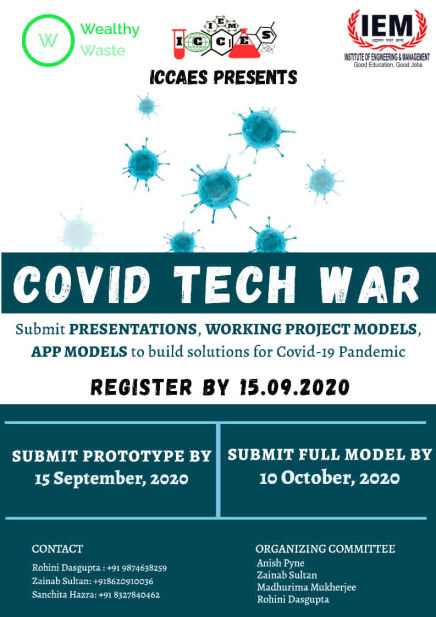 W
Wealthy
Waste
IEM
ICCES
IEM
INSTITUTE OF ENGINEERING & MANAGEMENT
Good Education, Good Jobs
ICCAES PRESENTS
COVID TECH WAR
Submit PRESENTATIONS, WORKING PROJECT MODELS,
APP MODELS to build solutions for Covid-19 Pandemic
REGISTER BY 15.09.2020
SUBMIT PROTOTYPE BY
15 September, 2020
SUBMIT FULL MODEL BY
10 October, 2020
CONTACT
Rohini Dasgupta : +91 9874638259
Zainab Sultan: +918620910036
Sanchita Hazra: +91 8327840462
ORGANIZING COMMITTEE
Anish Pyne
Zainab Sultan
Madhurima Mukherjee
Rohini Dasgupta